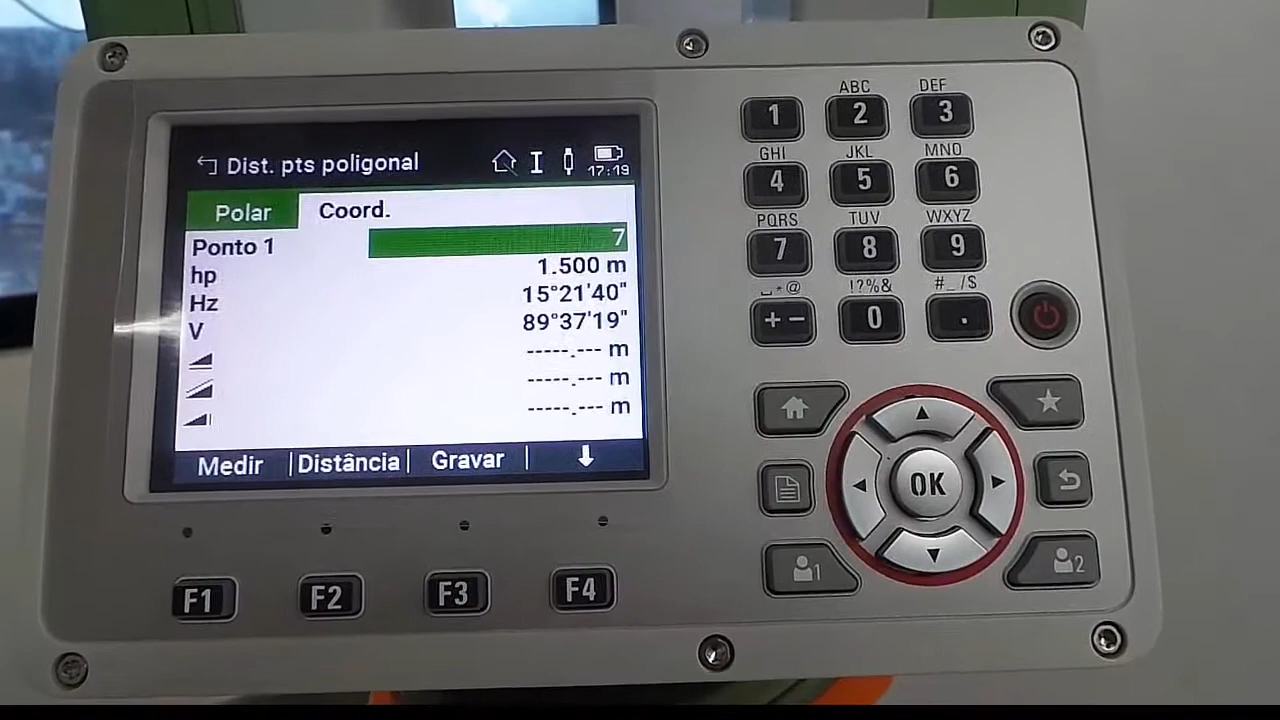 Dist. pts poligonal
17:19
Polar Coord.
Ponto 1 7
hp 1.500 m
Hz 15°21'40"
V 89°37'19"
-----.--- m
-----.--- m
-----.--- m
Medir Distância Gravar
F1 F2 F3 F4
ABC DEF
1 2 3
GHI JKL MNO
4 5 6
PQRS TUV WXYZ
7 8 9
␣*@ !?%& #_/$
+- 0 .
OK
1 2